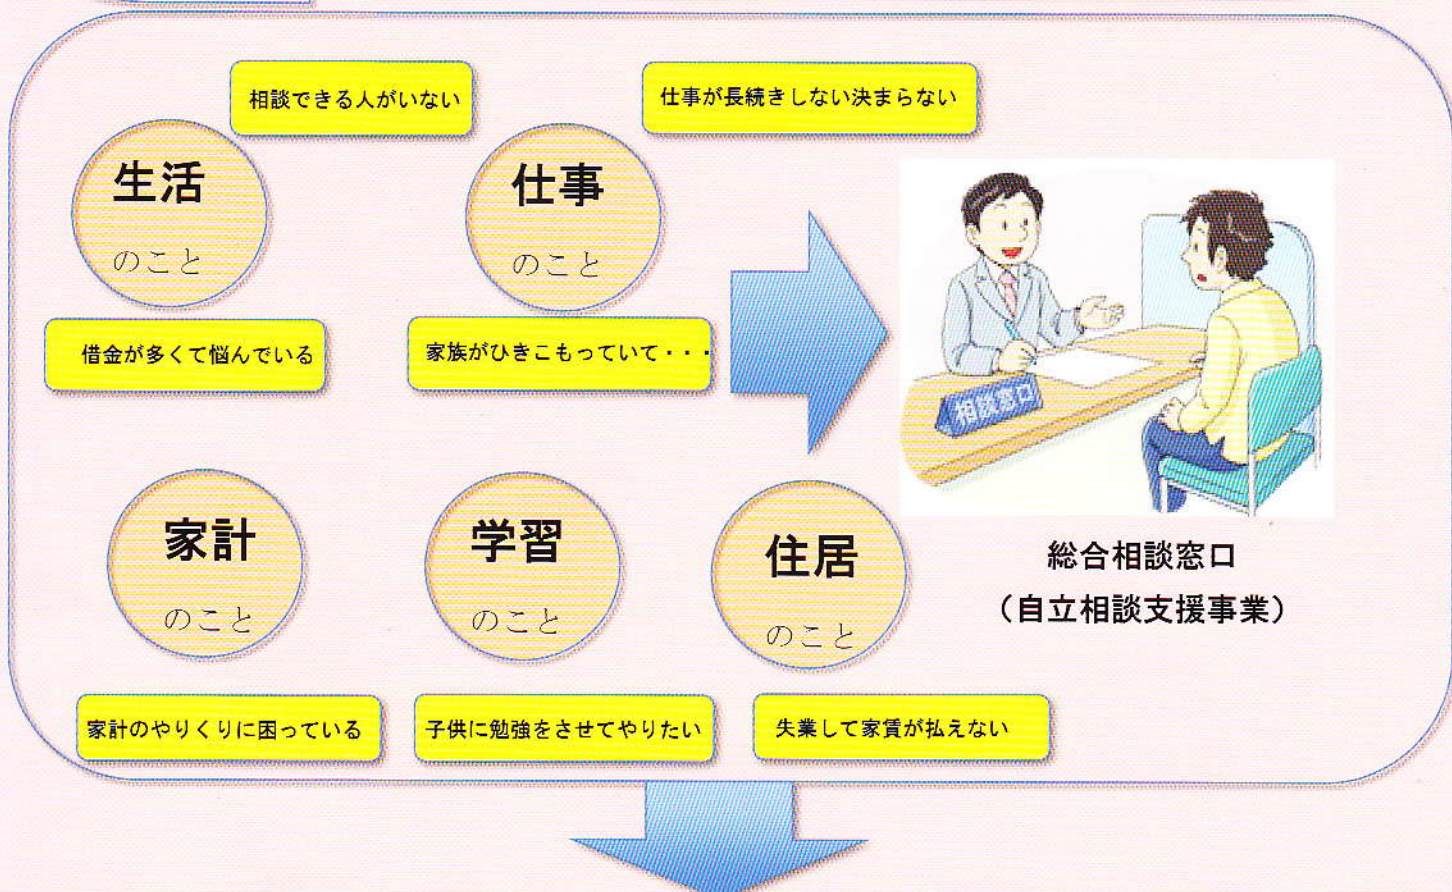 相談できる人がいない
仕事が長続きしない決まらない
生活
のこと
仕事
のこと
借金が多くて悩んでいる
家族がひきこもっていて・・・
相談窓口
家計
のこと
学習
のこと
住居
のこと
総合相談窓口
（自立相談支援事業）
家計のやりくりに困っている
子供に勉強をさせてやりたい
失業して家賃が払えない